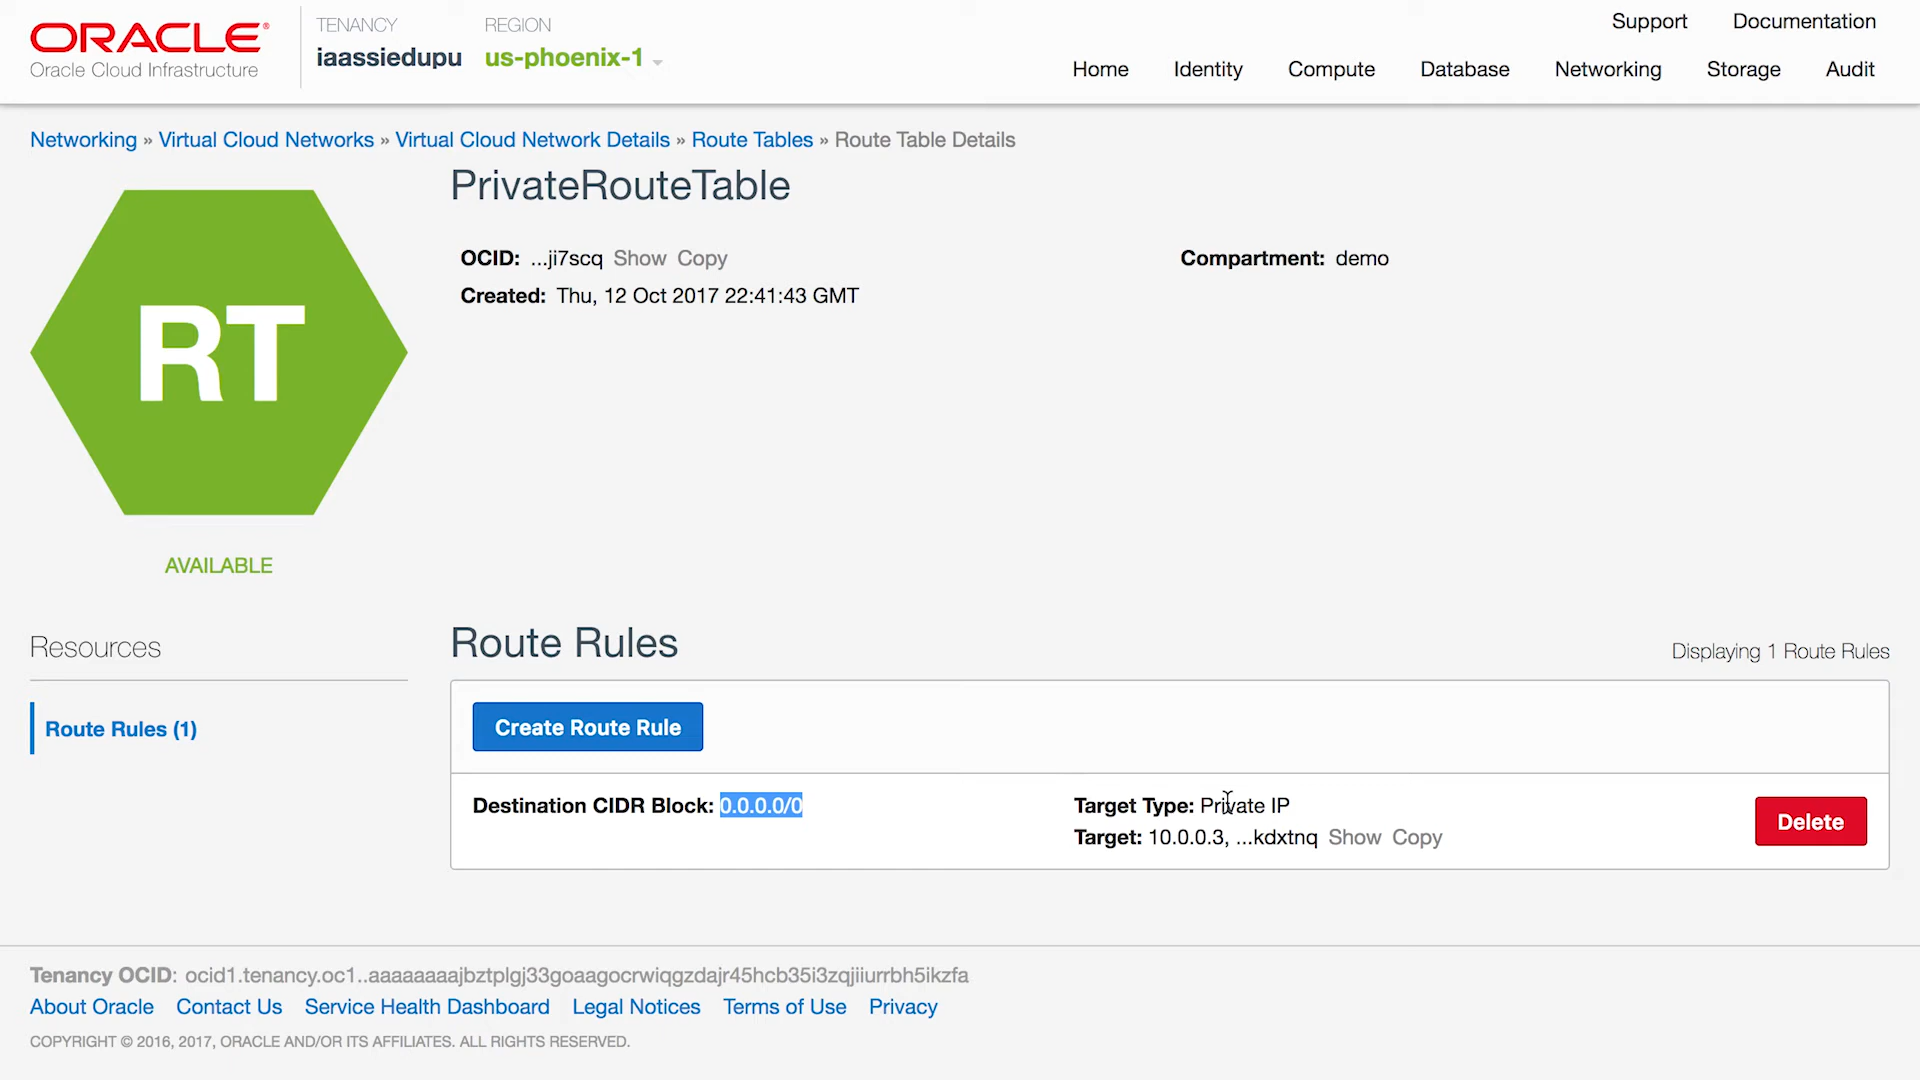 ORACLE®
Oracle Cloud Infrastructure
TENANCY
iaassiedupu
REGION
us-phoenix-1
Support Documentation
Home Identity Compute Database Networking Storage Audit
Networking » Virtual Cloud Networks » Virtual Cloud Network Details » Route Tables » Route Table Details
RT
AVAILABLE
PrivateRouteTable
OCID: ...ji7scq Show Copy
Created: Thu, 12 Oct 2017 22:41:43 GMT
Compartment: demo
Resources
Route Rules (1)
Route Rules
Displaying 1 Route Rules
Create Route Rule
Destination CIDR Block: 0.0.0.0/0
Target Type: Private IP
Target: 10.0.0.3, ...kdxtnq Show Copy
Delete
Tenancy OCID: ocid1.tenancy.oc1..aaaaaaaajbztplgj33goaagocrwiqgzdajr45hcb35i3zqjiiurrbh5ikzfa
About Oracle Contact Us Service Health Dashboard Legal Notices Terms of Use Privacy
COPYRIGHT © 2016, 2017, ORACLE AND/OR ITS AFFILIATES. ALL RIGHTS RESERVED.